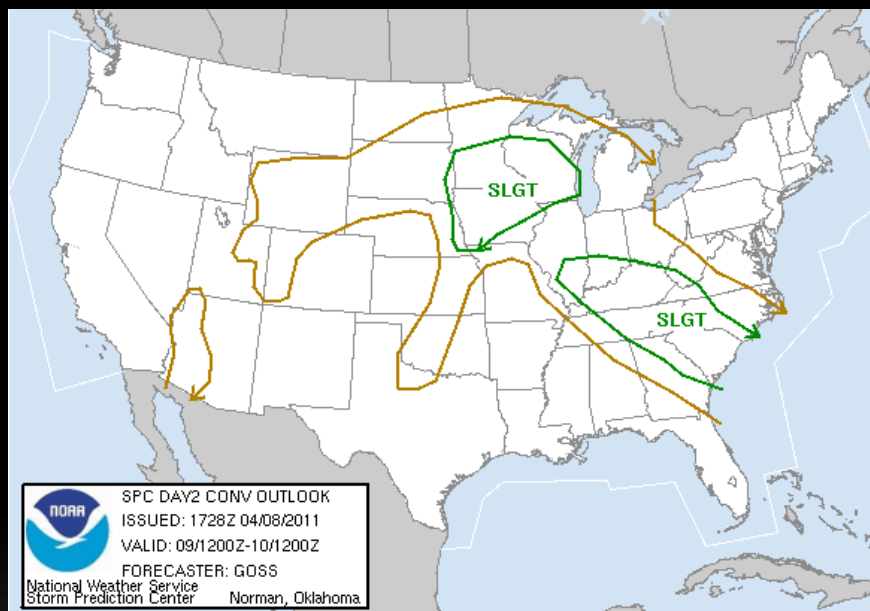 SLGT
SLGT
SPC DAY2 CONV OUTLOOK
ISSUED: 1728Z 04/08/2011
VALID: 09/1200Z-10/1200Z
FORECASTER: GOSS
NOAA
National Weather Service
Storm Prediction Center Norman, Oklahoma